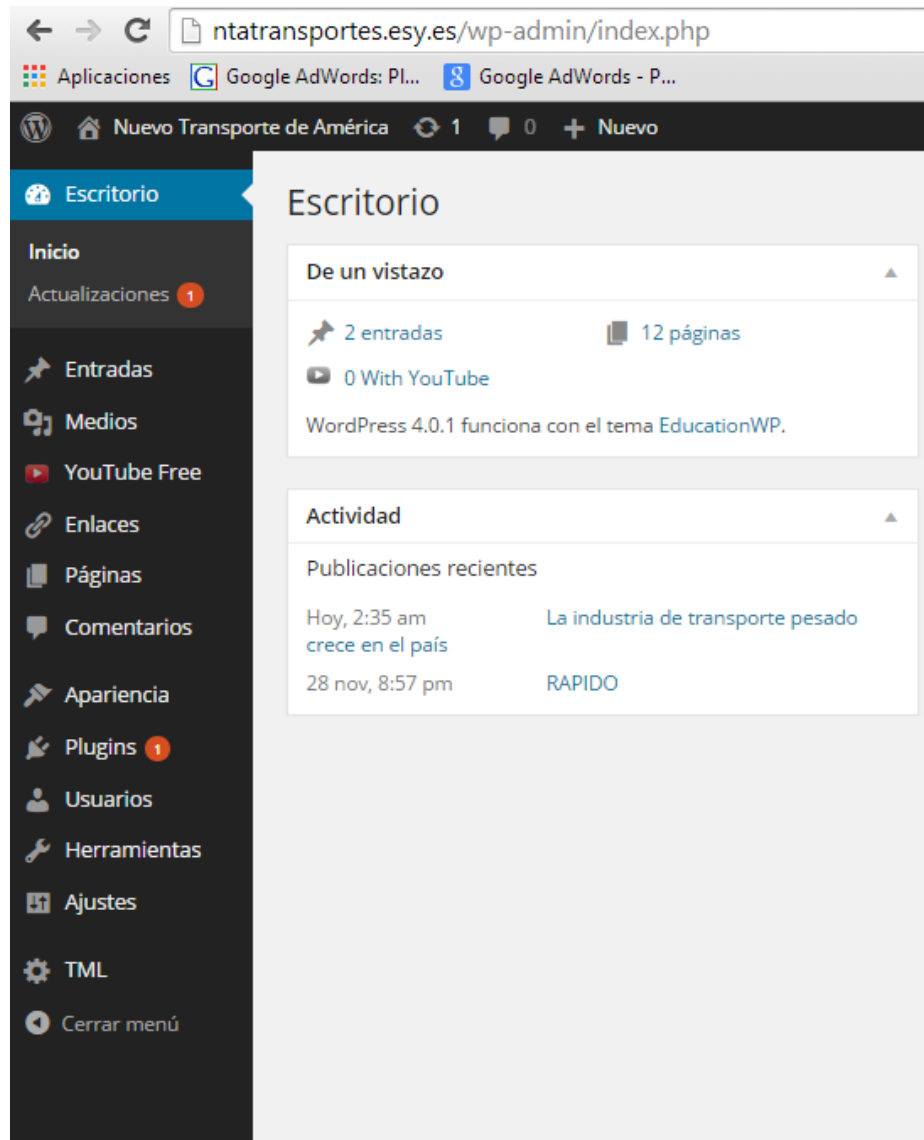 ntatransportes.esy.es/wp-admin/index.php
Aplicaciones Google AdWords: Pl... Google AdWords - P...
Nuevo Transporte de América 1 0 + Nuevo
Escritorio
Inicio
Actualizaciones 1
Entradas
Medios
YouTube Free
Enlaces
Páginas
Comentarios
Apariencia
Plugins 1
Usuarios
Herramientas
Ajustes
TML
Cerrar menú
Escritorio
De un vistazo
2 entradas 12 páginas
0 With YouTube
WordPress 4.0.1 funciona con el tema EducationWP.
Actividad
Publicaciones recientes
Hoy, 2:35 am La industria de transporte pesado
crece en el país
28 nov, 8:57 pm RAPIDO